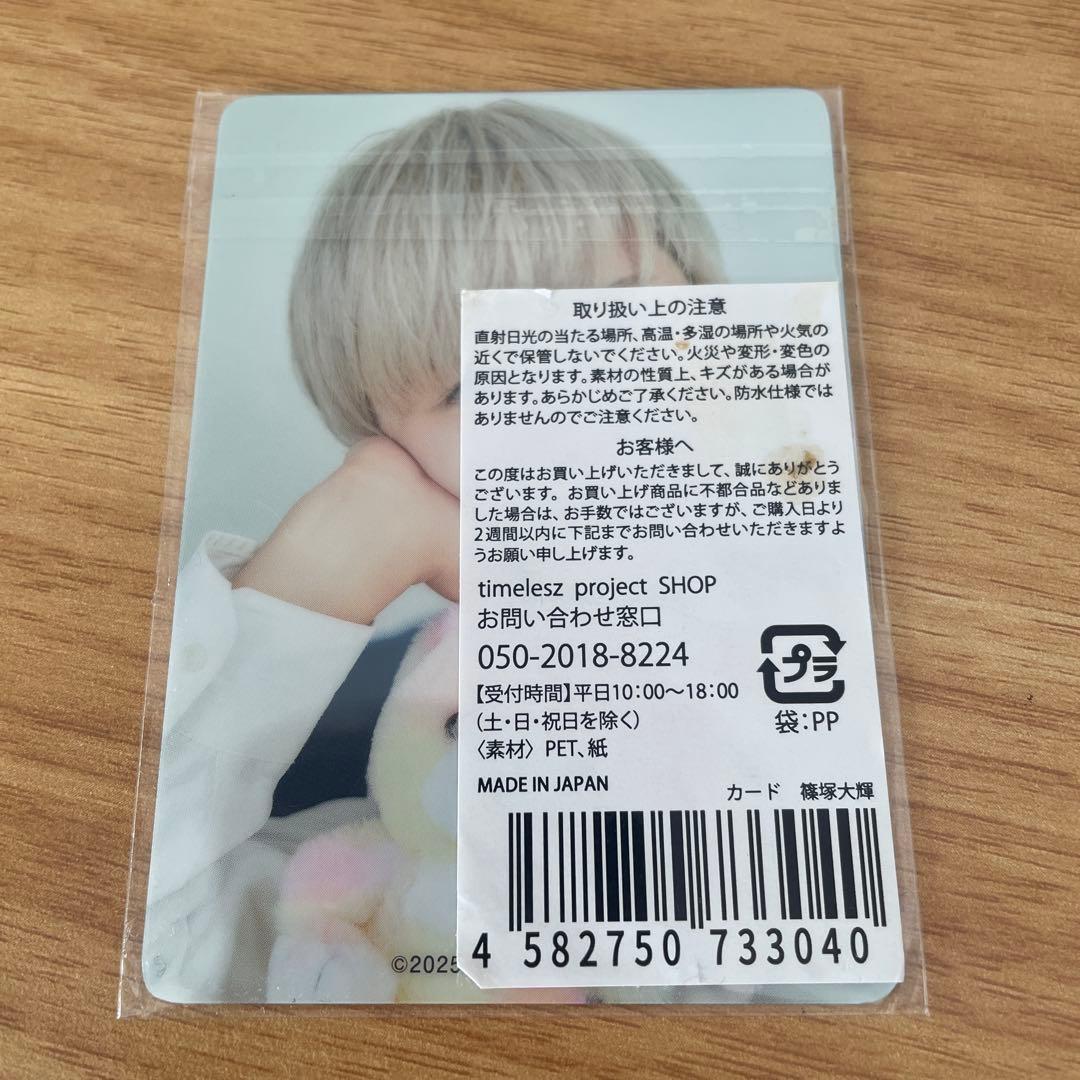 取り扱い上の注意
直射日光の当たる場所、高温・多湿の場所や火気の
近くで保管しないでください。火災や変形・変色の
原因となります。素材の性質上、キズがある場合が
あります。あらかじめご了承ください。防水仕様では
ありませんのでご注意ください。
お客様へ
この度はお買い上げいただきまして、誠にありがとう
ございます。お買い上げ商品に不都合品などありま
した場合は、お手数ではございますが、ご購入日より
2週間以内に下記までお問い合わせいただきますよ
うお願い申し上げます。
timelesz project SHOP
お問い合わせ窓口
050-2018-8224
【受付時間】平日10:00〜18:00
(土・日・祝日を除く)
〈素材〉PET、紙
プラ
袋:PP
MADE IN JAPAN
カード 篠塚大輝
4 582750 733040
©2025